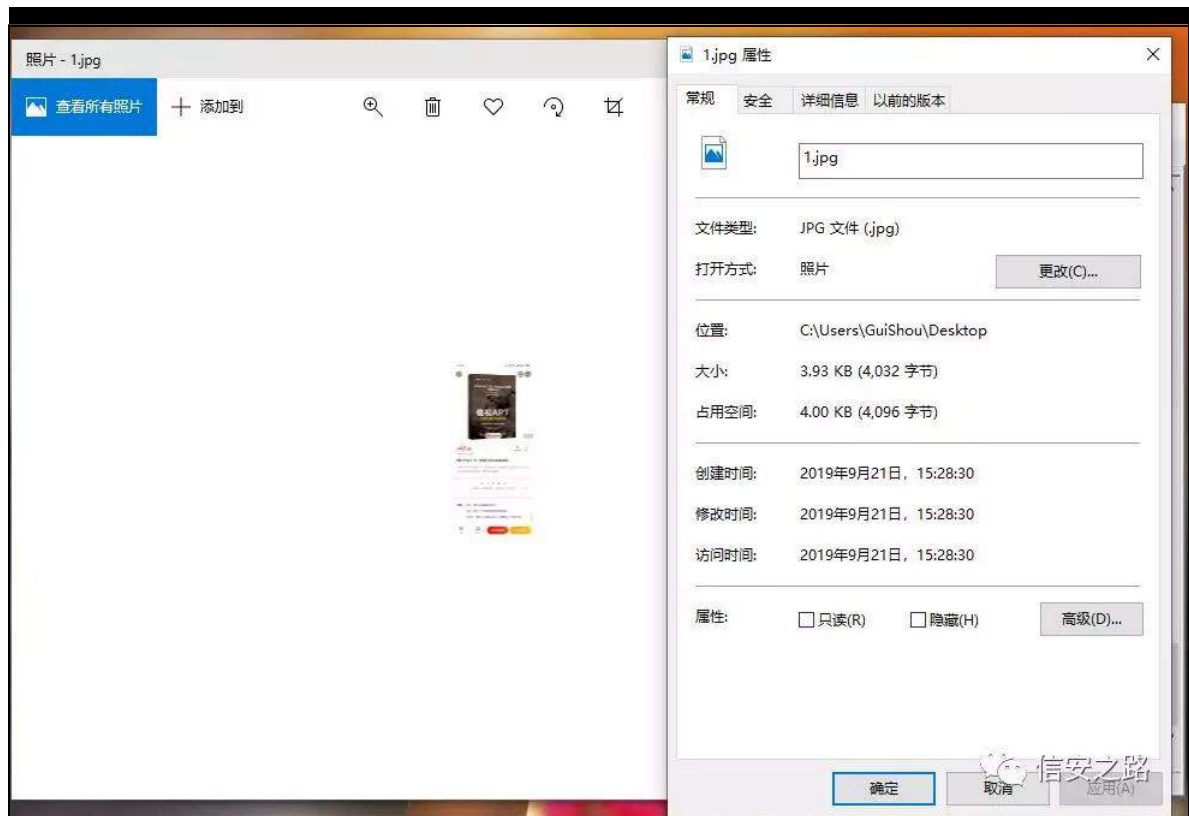 照片 - 1.jpg
查看所有照片
添加到
1.jpg 属性
常规
安全
详细信息
以前的版本
1.jpg
文件类型:
JPG 文件 (.jpg)
打开方式:
照片
更改(C)...
位置:
C:\Users\GuiShou\Desktop
大小:
3.93 KB (4,032 字节)
占用空间:
4.00 KB (4,096 字节)
创建时间:
2019年9月21日，15:28:30
修改时间:
2019年9月21日，15:28:30
访问时间:
2019年9月21日，15:28:30
属性:
只读(R)
隐藏(H)
高级(D)...
信安之路
确定
取消
应用(A)